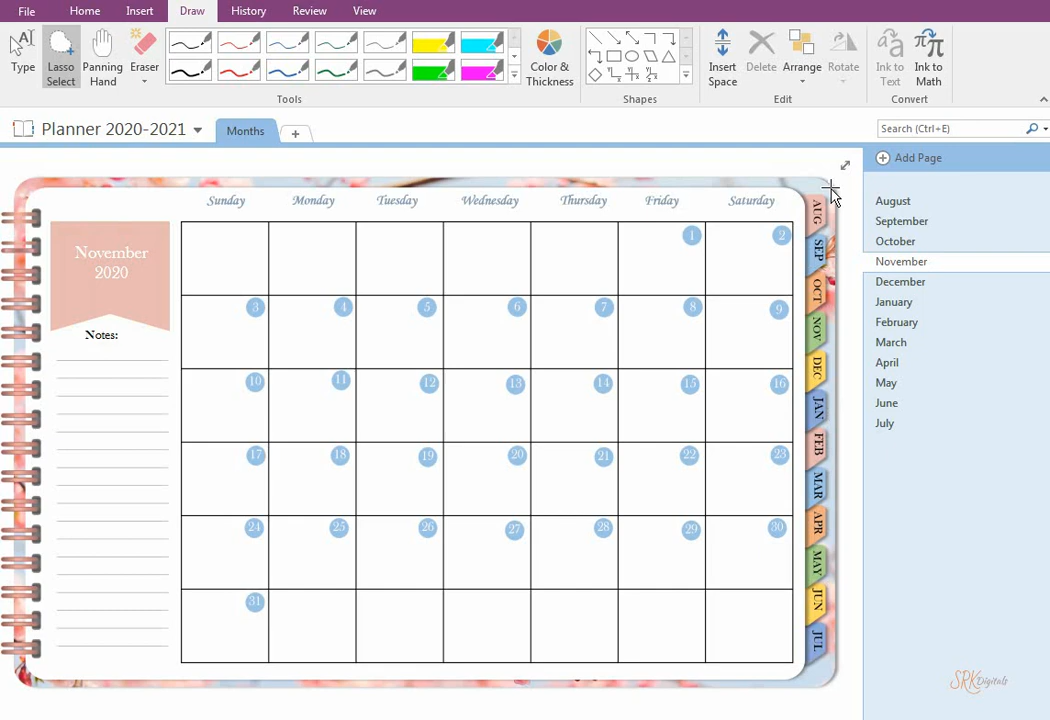 File Home Insert Draw History Review View
Type
Lasso Select
Panning Hand
Eraser
Color & Thickness
Insert Space
Delete
Arrange
Rotate
Ink to Text
Ink to Math
Tools
Shapes
Edit
Convert
Planner 2020-2021
Months
Search (Ctrl+E)
Add Page
Sunday Monday Tuesday Wednesday Thursday Friday Saturday
November
2020
Notes:
1 2
3 4 5 6 7 8 9
10 11 12 13 14 15 16
17 18 19 20 21 22 23
24 25 26 27 28 29 30
31
AUG
SEP
OCT
NOV
DEC
JAN
FEB
MAR
APR
MAY
JUN
JUL
August
September
October
November
December
January
February
March
April
May
June
July
SRK Digitals